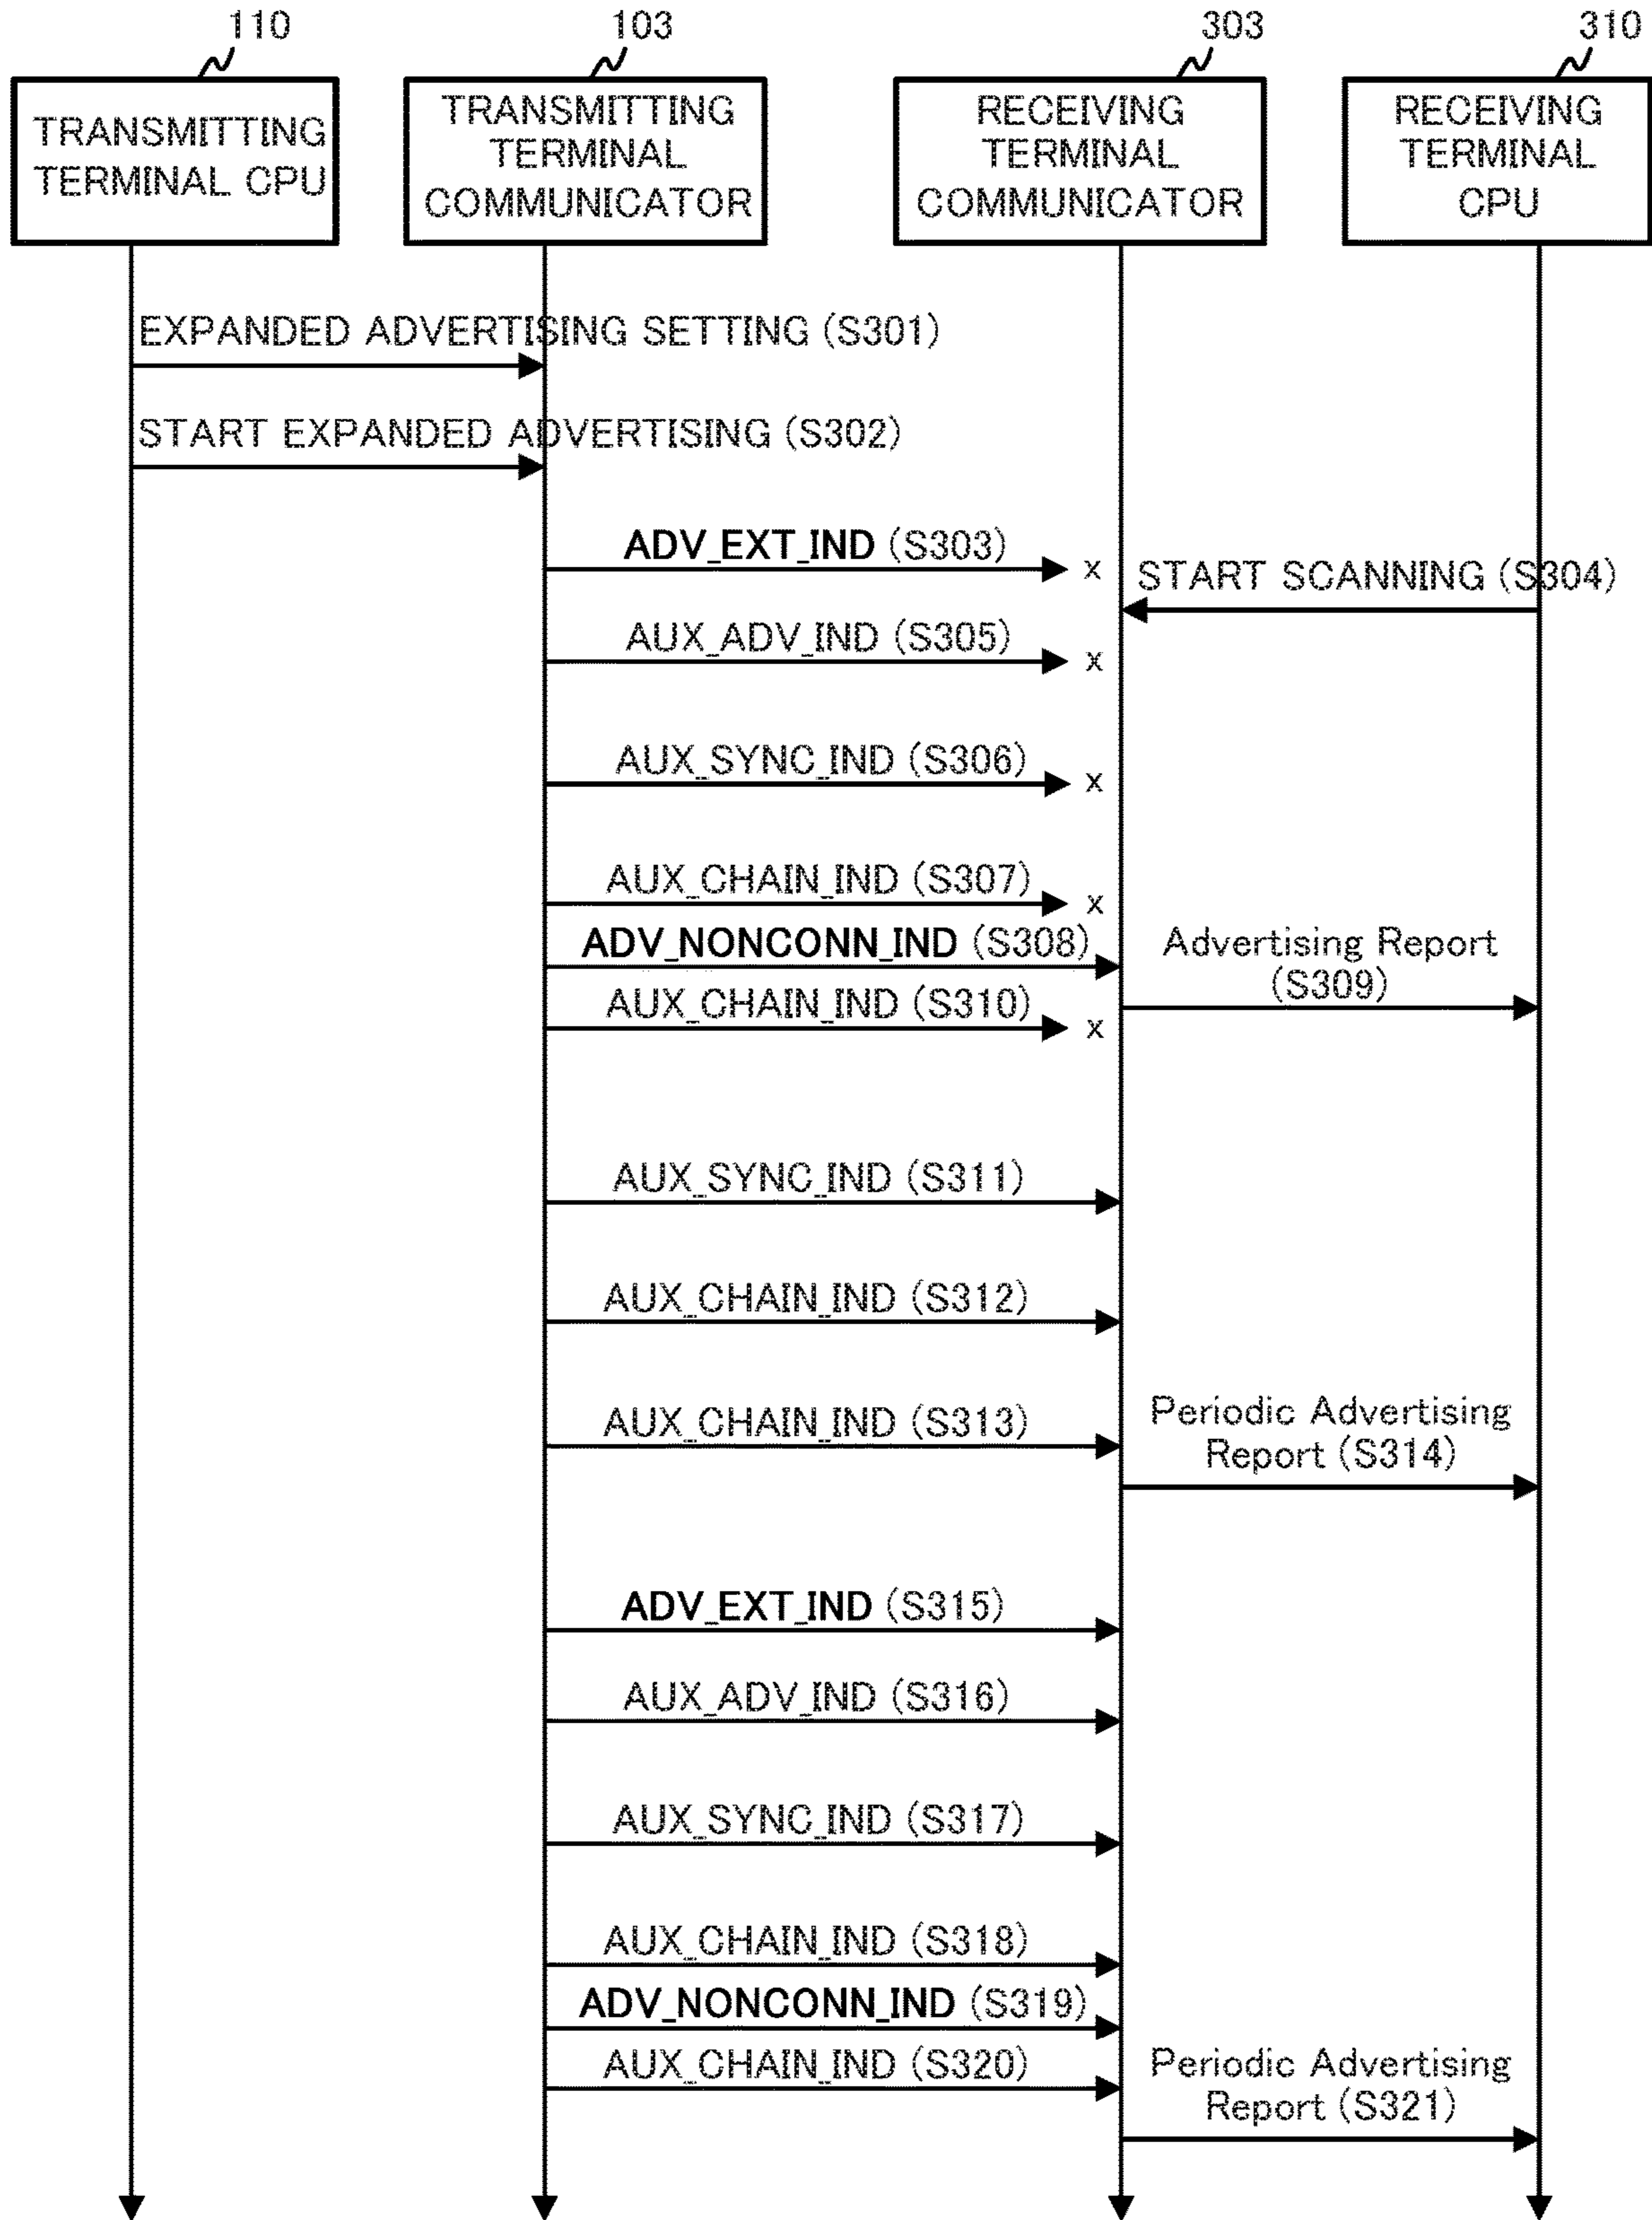 110
103
303
310
TRANSMITTING
TERMINAL CPU
TRANSMITTING
TERMINAL
COMMUNICATOR
RECEIVING
TERMINAL
COMMUNICATOR
RECEIVING
TERMINAL
CPU
EXPANDED ADVERTISING SETTING (S301)
START EXPANDED ADVERTISING (S302)
ADV_EXT_IND (S303)
x
START SCANNING (S304)
AUX_ADV_IND (S305)
x
AUX_SYNC_IND (S306)
x
AUX_CHAIN_IND (S307)
x
ADV_NONCONN_IND (S308)
Advertising Report
(S309)
AUX_CHAIN_IND (S310)
x
AUX_SYNC_IND (S311)
AUX_CHAIN_IND (S312)
AUX_CHAIN_IND (S313)
Periodic Advertising
Report (S314)
ADV_EXT_IND (S315)
AUX_ADV_IND (S316)
AUX_SYNC_IND (S317)
AUX_CHAIN_IND (S318)
ADV_NONCONN_IND (S319)
AUX_CHAIN_IND (S320)
Periodic Advertising
Report (S321)